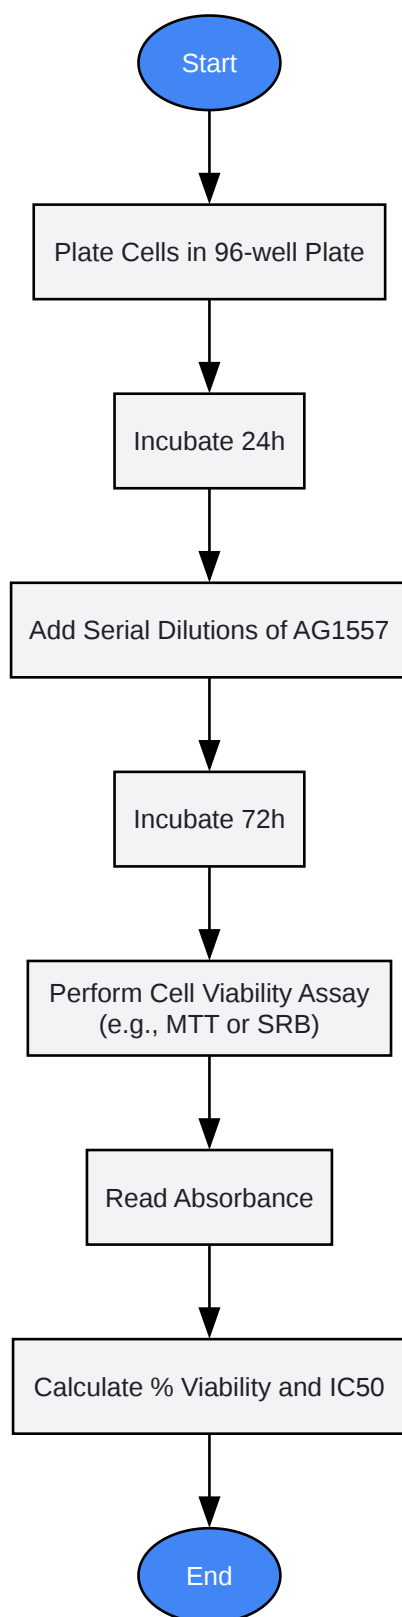 Start
Plate Cells in 96-well Plate
Incubate 24h
Add Serial Dilutions of AG1557
Incubate 72h
Perform Cell Viability Assay
(e.g., MTT or SRB)
Read Absorbance
Calculate % Viability and IC50
End